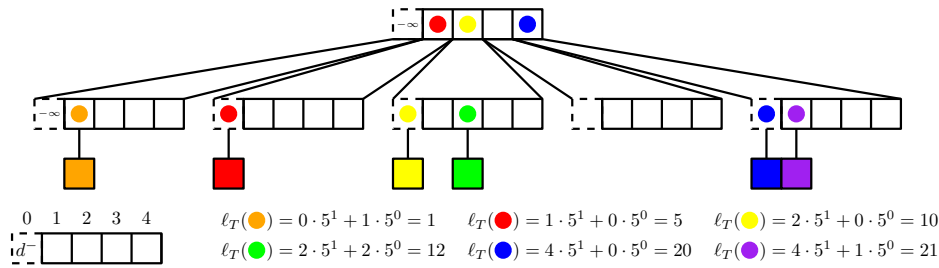 −∞
−∞
0 1 2 3 4
d⁻
ℓ_T(●) = 0 · 5¹ + 1 · 5⁰ = 1 ℓ_T(●) = 1 · 5¹ + 0 · 5⁰ = 5 ℓ_T(●) = 2 · 5¹ + 0 · 5⁰ = 10
ℓ_T(●) = 2 · 5¹ + 2 · 5⁰ = 12 ℓ_T(●) = 4 · 5¹ + 0 · 5⁰ = 20 ℓ_T(●) = 4 · 5¹ + 1 · 5⁰ = 21